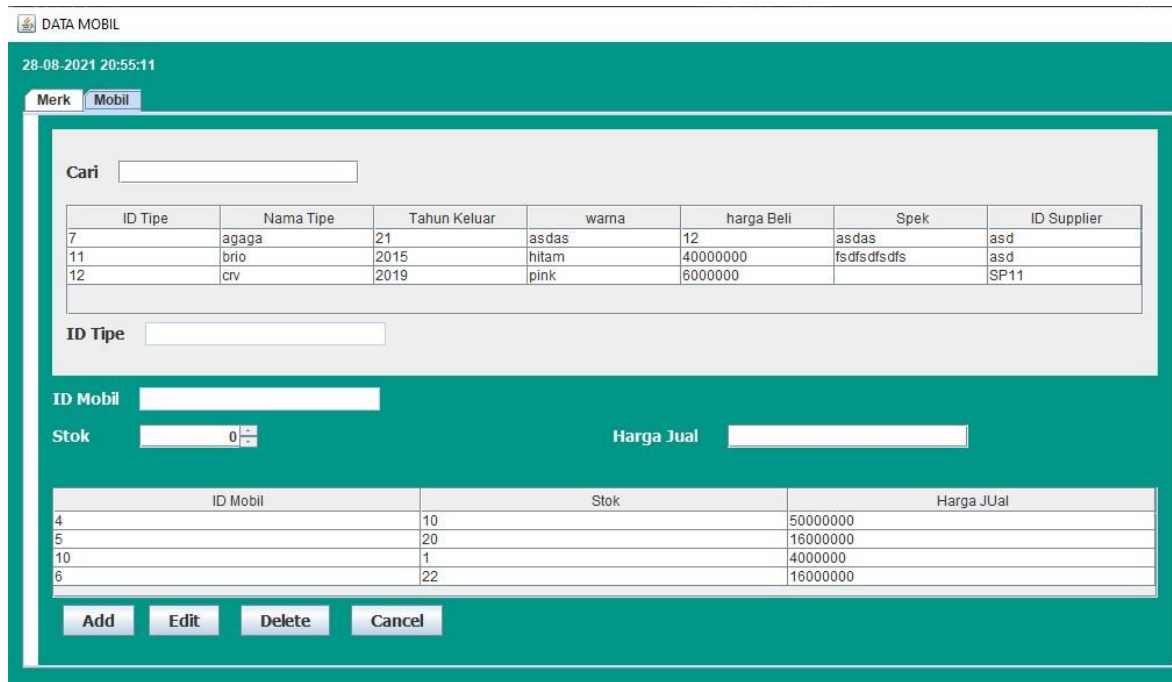 DATA MOBIL
28-08-2021 20:55:11
Merk Mobil
Cari
ID Tipe Nama Tipe Tahun Keluar warna harga Beli Spek ID Supplier
7 agaga 21 asdas 12 asdas asd
11 brio 2015 hitam 40000000 fsdfsdfsdfs asd
12 crv 2019 pink 6000000 SP11
ID Tipe
ID Mobil
Stok 0 Harga Jual
ID Mobil Stok Harga JUal
4 10 50000000
5 20 16000000
10 1 4000000
6 22 16000000
Add Edit Delete Cancel